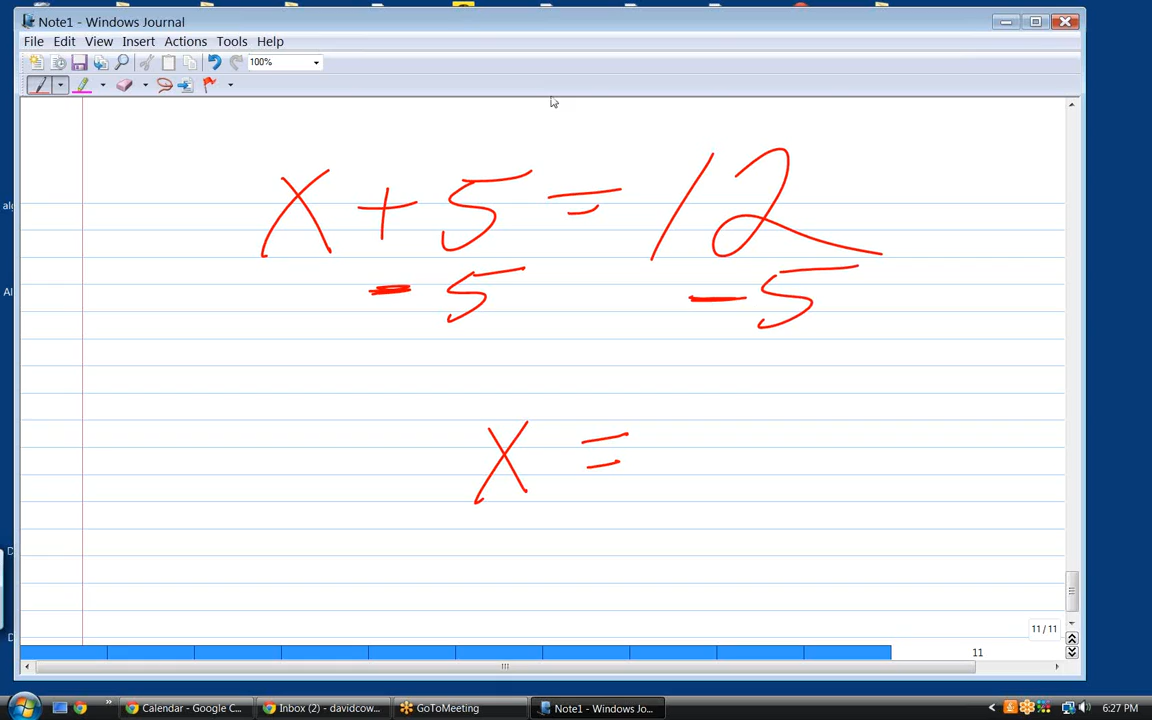 Note1 - Windows Journal
File Edit View Insert Actions Tools Help
100%
x + 5 = 12
- 5 - 5
x =
11 / 11
11
Calendar - Google C... Inbox (2) - davidcow... GoToMeeting Note1 - Windows Jo... 6:27 PM